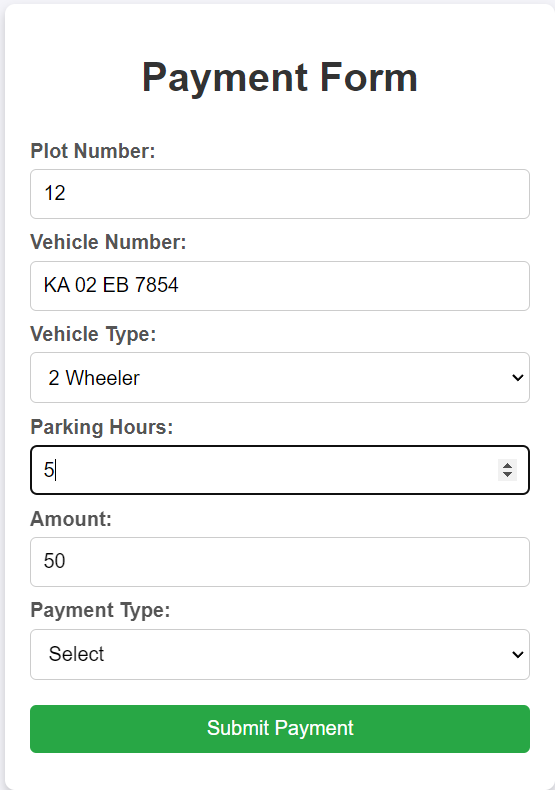 Payment Form
Plot Number:
12
Vehicle Number:
KA 02 EB 7854
Vehicle Type:
2 Wheeler
Parking Hours:
5
Amount:
50
Payment Type:
Select
Submit Payment